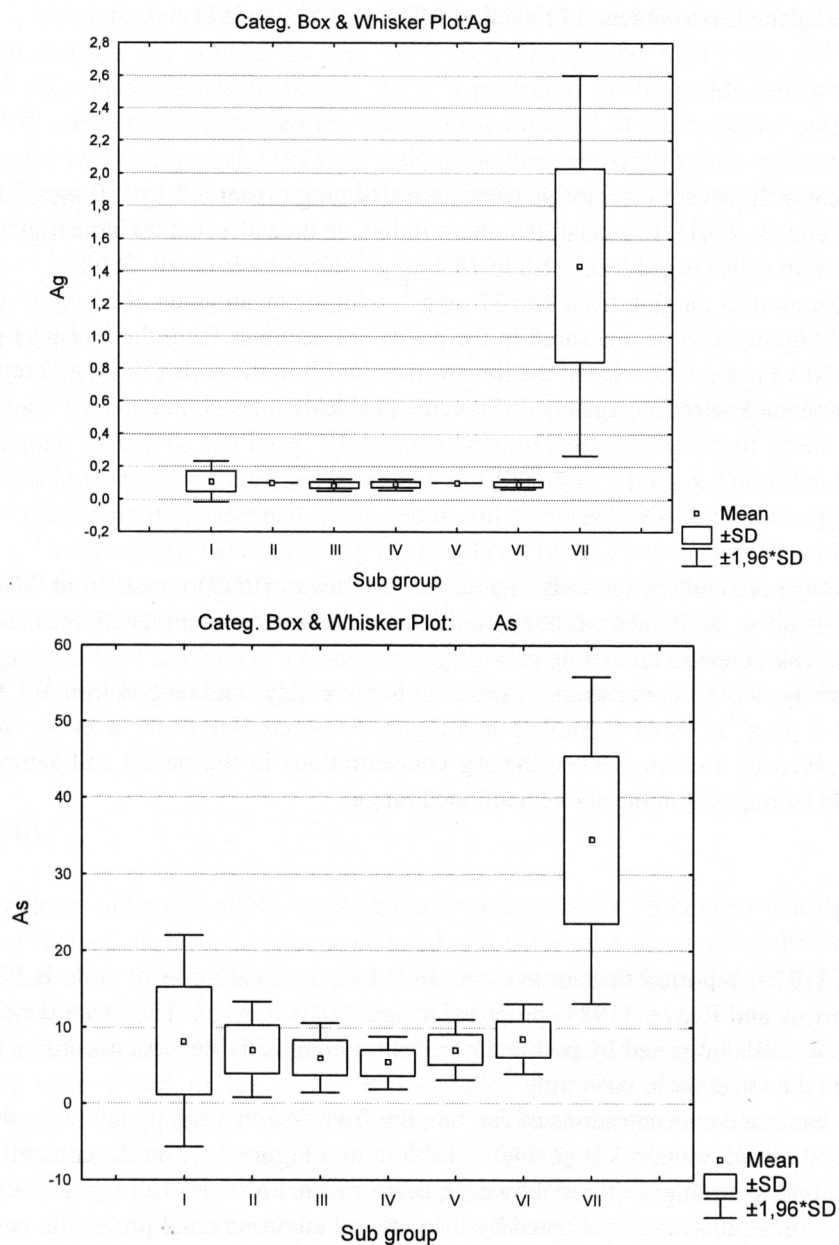 Categ. Box & Whisker Plot:Ag
2,8
2,6
2,4
2,2
2,0
1,8
1,6
1,4
1,2
1,0
0,8
0,6
0,4
0,2
0,0
-0,2
Ag
I II III IV V VI VII
Sub group
Mean
±SD
±1,96*SD
Categ. Box & Whisker Plot: As
60
50
40
30
20
10
0
-10
As
I II III IV V VI VII
Sub group
Mean
±SD
±1,96*SD